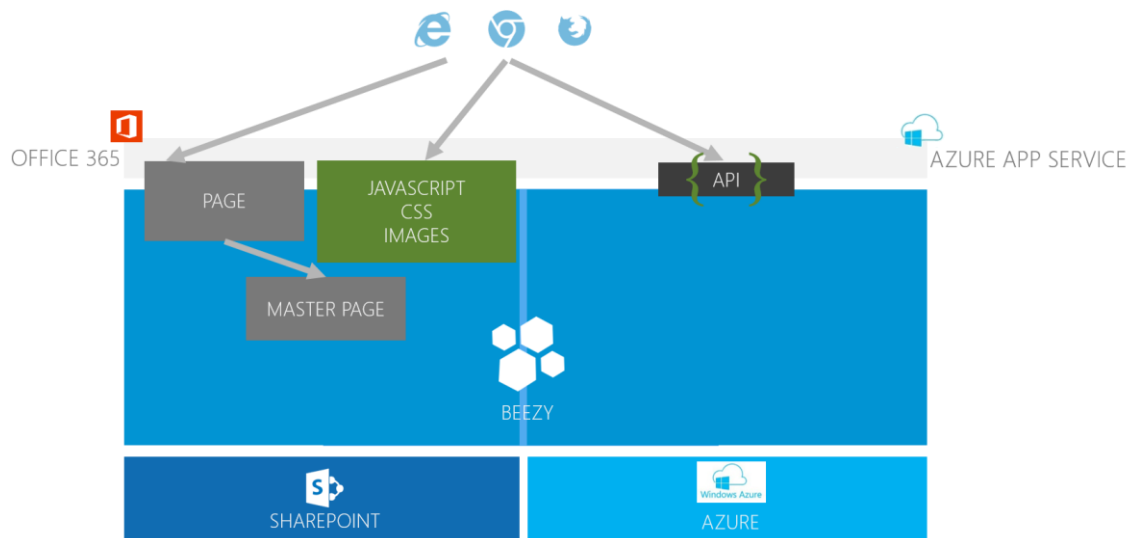 OFFICE 365
AZURE APP SERVICE
PAGE
JAVASCRIPT
CSS
IMAGES
{ API }
MASTER PAGE
BEEZY
S
SHAREPOINT
Windows Azure
AZURE